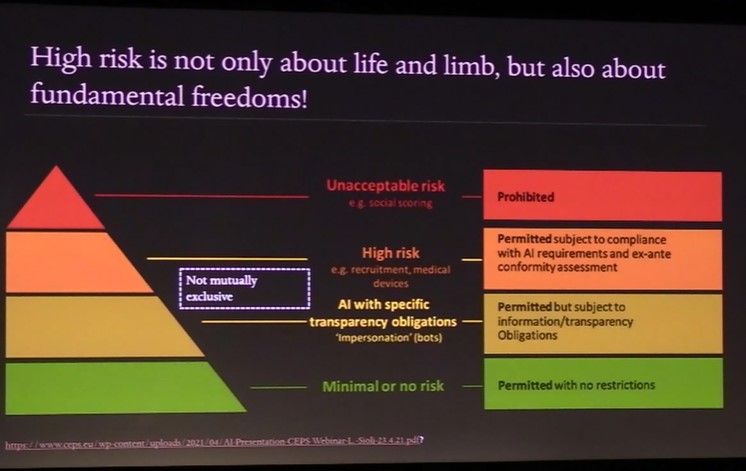 High risk is not only about life and limb, but also about
fundamental freedoms!
Unacceptable risk
e.g. social scoring
Prohibited
High risk
e.g. recruitment, medical
devices
Permitted subject to compliance
with AI requirements and ex-ante
conformity assessment
Not mutually
exclusive
AI with specific
transparency obligations
'Impersonation' (bots)
Permitted but subject to
information/transparency
Obligations
Minimal or no risk
Permitted with no restrictions
https://www.ceps.eu/wp-content/uploads/2021/04/AI-Presentation-CEPS-Webinar-L.-Sioli-23.4.21.pdf?